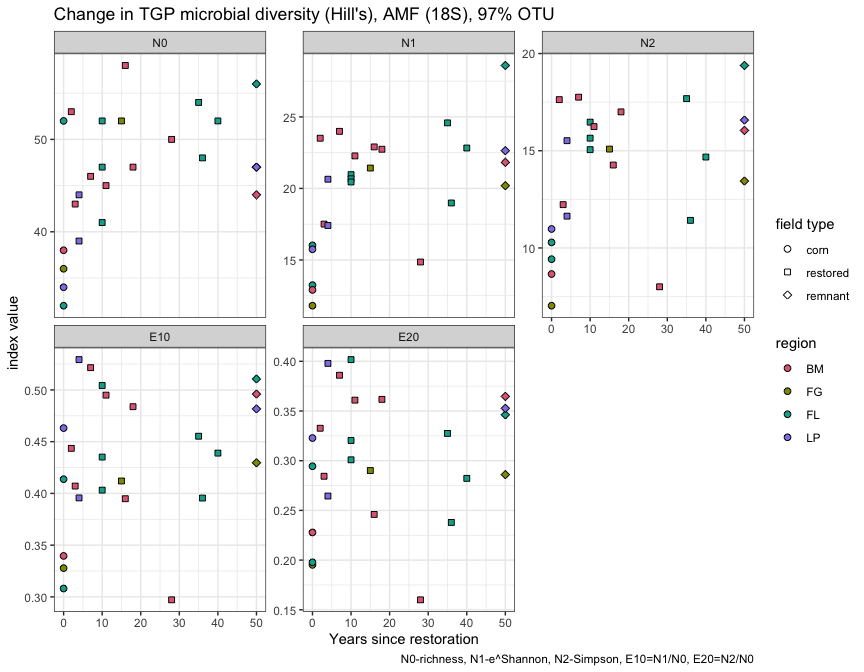 Change in TGP microbial diversity (Hill's), AMF (18S), 97% OTU
N0
N1
N2
50
40
25
20
15
20
15
10
0
10
20
30
40
50
E10
E20
0.50
0.45
0.40
0.35
0.30
0.40
0.35
0.30
0.25
0.20
0.15
0
10
20
30
40
50
0
10
20
30
40
50
index value
Years since restoration
N0-richness, N1-e^Shannon, N2-Simpson, E10=N1/N0, E20=N2/N0
field type
corn
restored
remnant
region
BM
FG
FL
LP